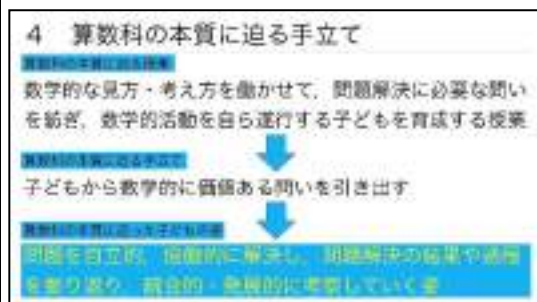 4 算数科の本質に迫る手立て
算数科の本質に迫る授業
数学的な見方・考え方を働かせて，問題解決に必要な問い
を紡ぎ，数学的活動を自ら遂行する子どもを育成する授業
算数科の本質に迫る手立て
子どもから数学的に価値ある問いを引き出す
算数科の本質に迫った子どもの姿
問題を自立的，協働的に解決し，問題解決の結果や過程
を振り返り，統合的・発展的に考察していく姿